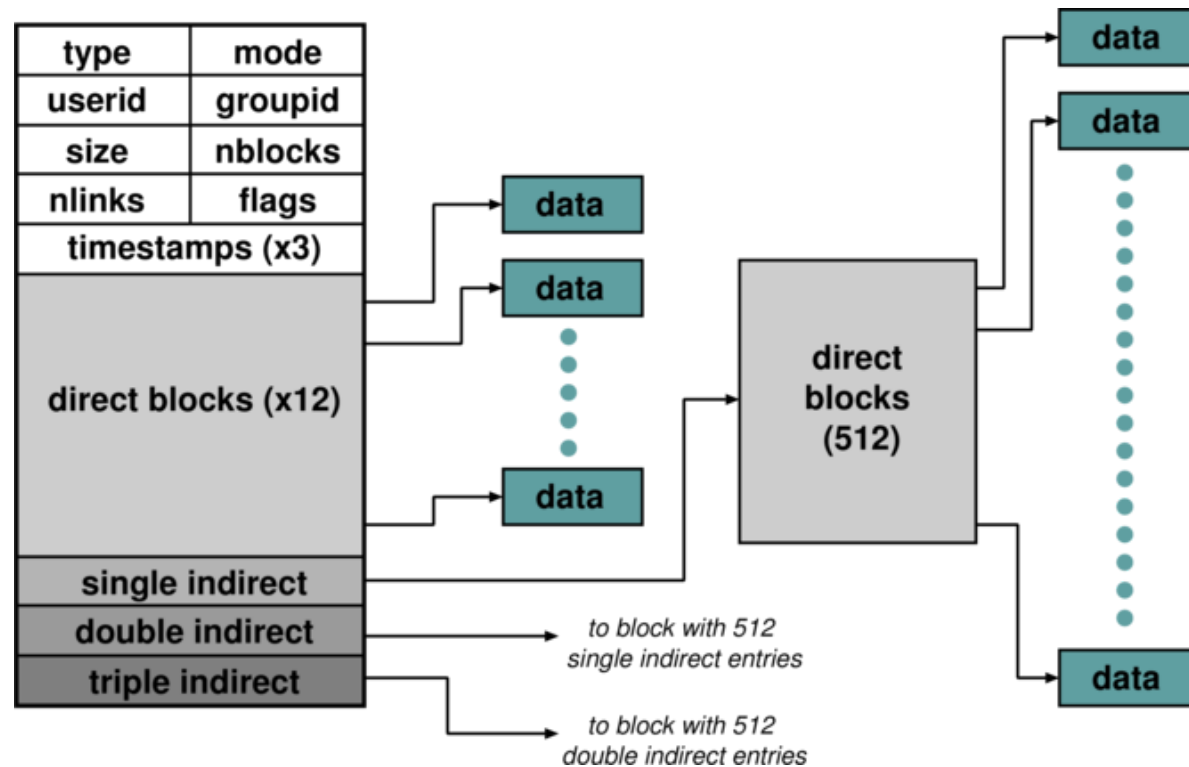 type mode
userid groupid
size nblocks
nlinks flags
timestamps (x3)
direct blocks (x12)
single indirect
double indirect
triple indirect
data
data
data
to block with 512
single indirect entries
to block with 512
double indirect entries
direct
blocks
(512)
data
data
data